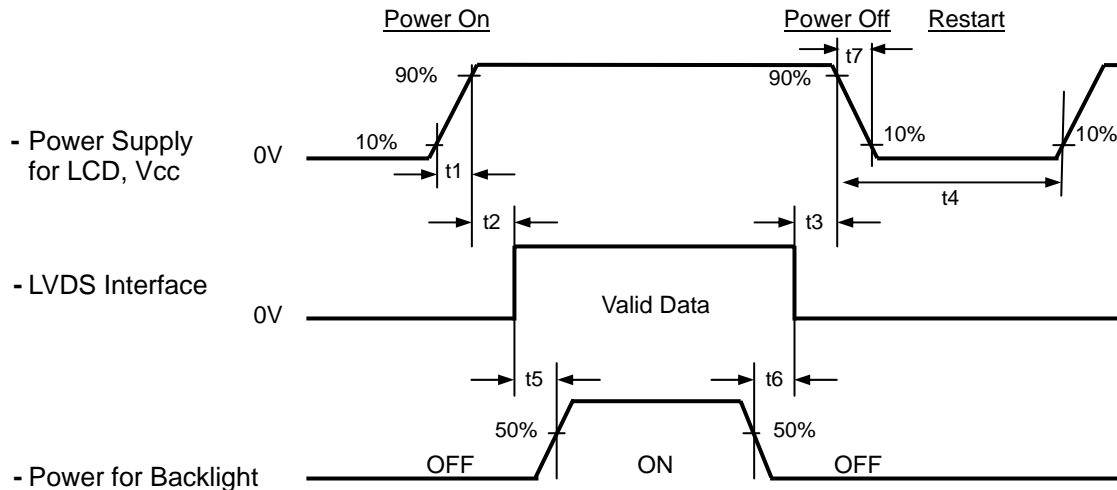 Power On
Power Off
Restart
t7
90%
90%
- Power Supply
for LCD, Vcc
0V
10%
10%
10%
t1
t4
t2
t3
- LVDS Interface
0V
Valid Data
t5
t6
50%
50%
- Power for Backlight
OFF
ON
OFF